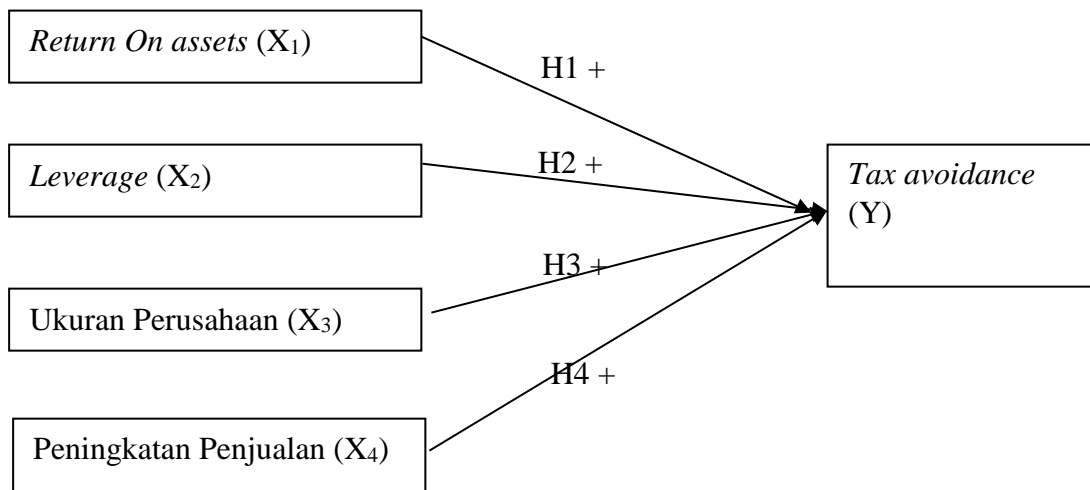 Return On assets (X₁)
H1 +
Leverage (X₂)
H2 +
Tax avoidance
(Y)
H3 +
Ukuran Perusahaan (X₃)
H4 +
Peningkatan Penjualan (X₄)